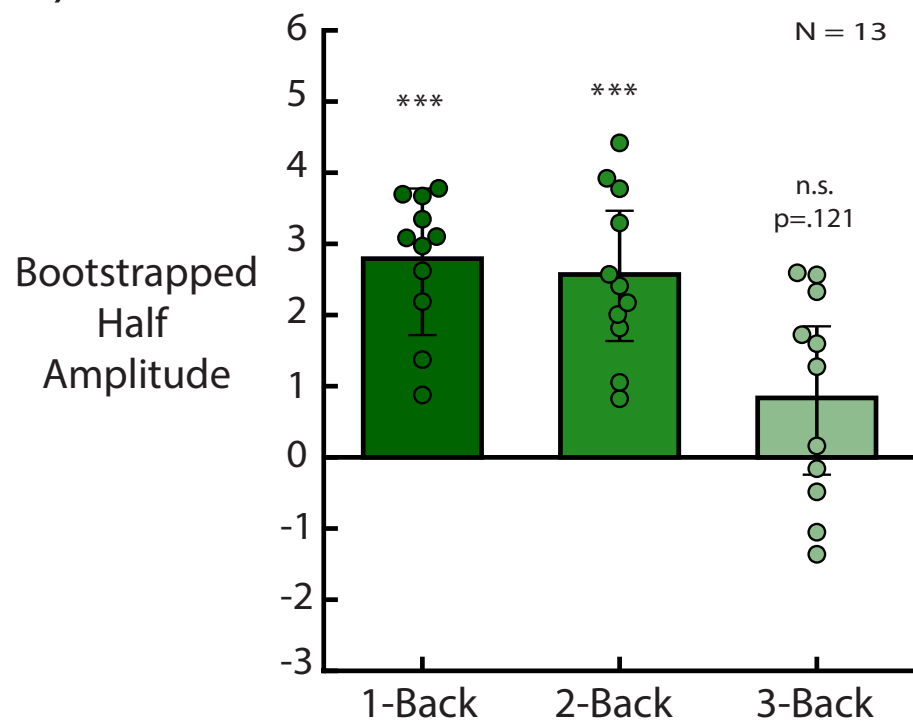 N = 13
6
5
4
3
2
1
0
-1
-2
-3
***
***
n.s.
p=.121
Bootstrapped
Half
Amplitude
1-Back
2-Back
3-Back